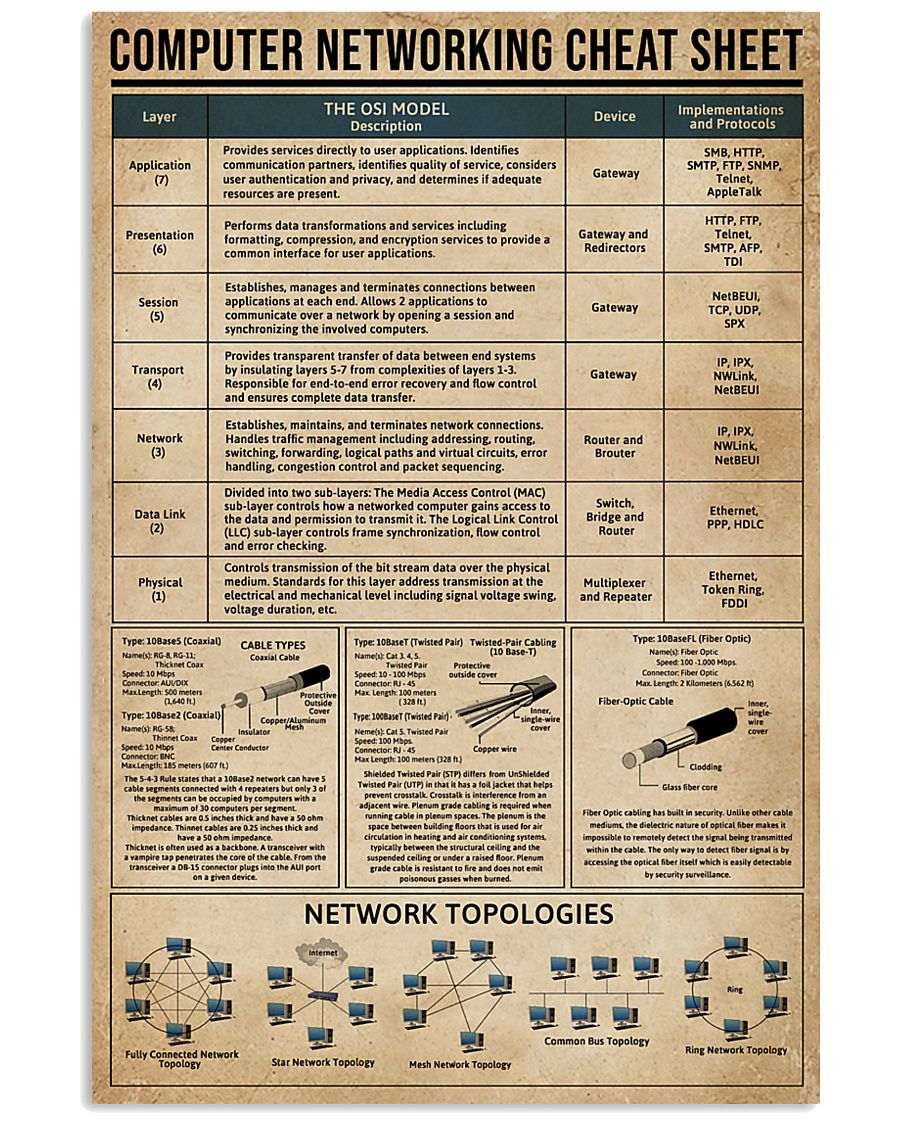 COMPUTER NETWORKING CHEAT SHEET
Layer
THE OSI MODEL
Description
Device
Implementations
and Protocols
Application
(7)
Provides services directly to user applications. Identifies
communication partners, identifies quality of service, considers
user authentication and privacy, and determines if adequate
resources are present.
Gateway
SMB, HTTP,
SMTP, FTP, SNMP,
Telnet,
AppleTalk
Presentation
(6)
Performs data transformations and services including
formatting, compression, and encryption services to provide a
common interface for user applications.
Gateway and
Redirectors
HTTP, FTP,
Telnet,
SMTP, AFP,
TDI
Session
(5)
Establishes, manages and terminates connections between
applications at each end. Allows 2 applications to
communicate over a network by opening a session and
synchronizing the involved computers.
Gateway
NetBEUI,
TCP, UDP,
SPX
Transport
(4)
Provides transparent transfer of data between end systems
by insulating layers 5-7 from complexities of layers 1-3.
Responsible for end-to-end error recovery and flow control
and ensures complete data transfer.
Gateway
IP, IPX,
NWLink,
NetBEUI
Network
(3)
Establishes, maintains, and terminates network connections.
Handles traffic management including addressing, routing,
switching, forwarding, logical paths and virtual circuits, error
handling, congestion control and packet sequencing.
Router and
Brouter
IP, IPX,
NWLink,
NetBEUI
Data Link
(2)
Divided into two sub-layers: The Media Access Control (MAC)
sub-layer controls how a networked computer gains access to
the data and permission to transmit it. The Logical Link Control
(LLC) sub-layer controls frame synchronization, flow control
and error checking.
Switch,
Bridge and
Router
Ethernet,
PPP, HDLC
Physical
(1)
Controls transmission of the bit stream data over the physical
medium. Standards for this layer address transmission at the
electrical and mechanical level including signal voltage swing,
voltage duration, etc.
Multiplexer
and Repeater
Ethernet,
Token Ring,
FDDI
Type: 10Base5 (Coaxial)
Name(s): RG-8, RG-11;
Thicknet Coax
Speed: 10 Mbps
Connector: AUI/DIX
Max.Length: 500 meters
(1,640 ft.)
Type: 10Base2 (Coaxial)
Name(s): RG-58;
Thinnet Coax
Speed: 10 Mbps
Connector: BNC
Max.Length: 185 meters (607 ft.)
CABLE TYPES
Coaxial Cable
Protective
Outside
Cover
Copper/Aluminum
Mesh
Insulator
Copper
Center Conductor
The 5-4-3 Rule states that a 10Base2 network can have 5
cable segments connected with 4 repeaters but only 3 of
the segments can be occupied by computers with a
maximum of 30 computers per segment.
Thicknet cables are 0.5 inches thick and have a 50 ohm
impedance. Thinnet cables are 0.25 inches thick and
have a 50 ohm impedance.
Thicknet is often used as a backbone. A transceiver with
a vampire tap penetrates the core of the cable. From the
transceiver a DB-15 connector plugs into the AUI port
on a given device.
Type: 10BaseT (Twisted Pair)
Name(s): Cat 3, 4, 5.
Twisted Pair
Speed: 10 - 100 Mbps
Connector: RJ - 45
Max. Length: 100 meters
( 328 ft.)
Type: 100BaseT (Twisted Pair)
Neme(s): Cat 5. Twisted Pair
Speed: 100 Mbps.
Connector: RJ - 45
Max Length: 100 meters (328 ft.)
Twisted-Pair Cabling
(10 Base-T)
Protective
outside cover
Inner,
single-wire
cover
Copper wire
Shielded Twisted Pair (STP) differs from UnShielded
Twisted Pair (UTP) in that it has a foil jacket that helps
prevent crosstalk. Crosstalk is interference from an
adjacent wire. Plenum grade cabling is required when
running cable in plenum spaces. The plenum is the
space between building floors that is used for air
circulation in heating and air conditioning systems,
typically between the structural ceiling and the
suspended ceiling or under a raised floor. Plenum
grade cable is resistant to fire and does not emit
poisonous gasses when burned.
Type: 10BaseFL (Fiber Optic)
Name(s): Fiber Optic
Speed: 100 -1.000 Mbps.
Connector: Fiber Optic
Max. Length: 2 Kilometers (6.562 ft)
Fiber-Optic Cable
Inner,
single-
wire
cover
Clodding
Glass fiber core
Fiber Optic cabling has built in security. Unlike other cable
mediums, the dielectric nature of optical fiber makes it
impossible to remotely detect the signal being transmitted
within the cable. The only way to detect fiber signal is by
accessing the optical fiber itself which is easily detectable
by security surveillance.
NETWORK TOPOLOGIES
Fully Connected Network
Topology
Internet
Star Network Topology
Mesh Network Topology
Common Bus Topology
Ring
Ring Network Topology